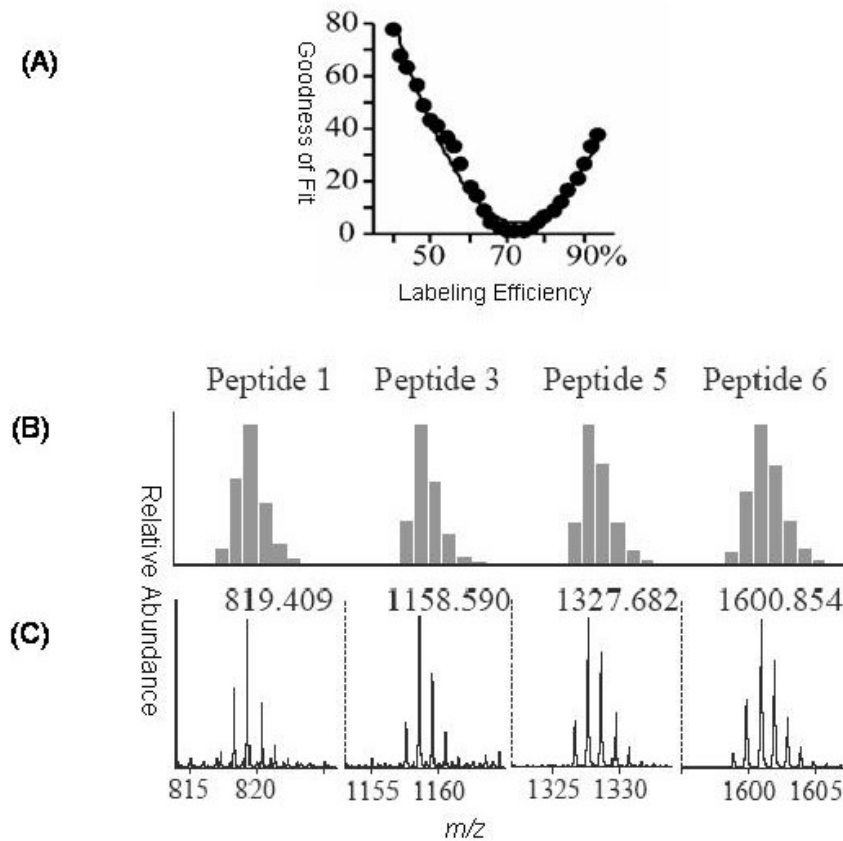 (A)
Goodness of Fit
80
60
40
20
0
50 70 90%
Labeling Efficiency
Peptide 1 Peptide 3 Peptide 5 Peptide 6
(B)
Relative Abundance
(C)
819.409 1158.590 1327.682 1600.854
815 820 1155 1160 1325 1330 1600 1605
m/z